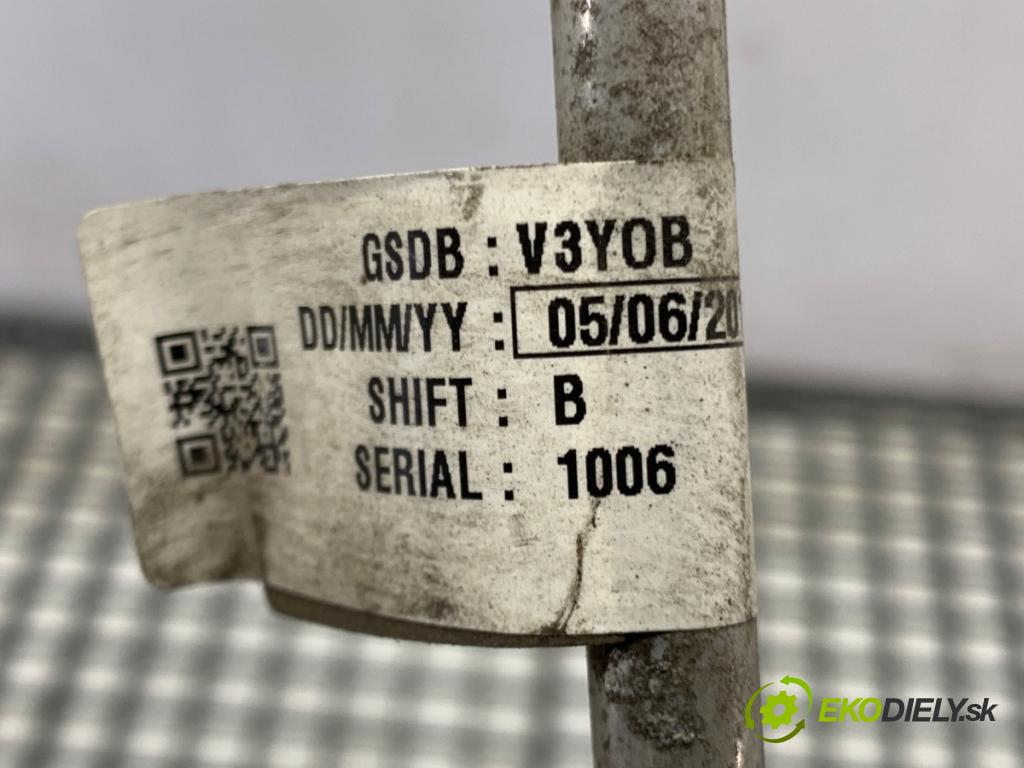 GSDB : V3YOB
DD/MM/YY : 05/06/20
SHIFT : B
SERIAL : 1006
EKODIELY.sk